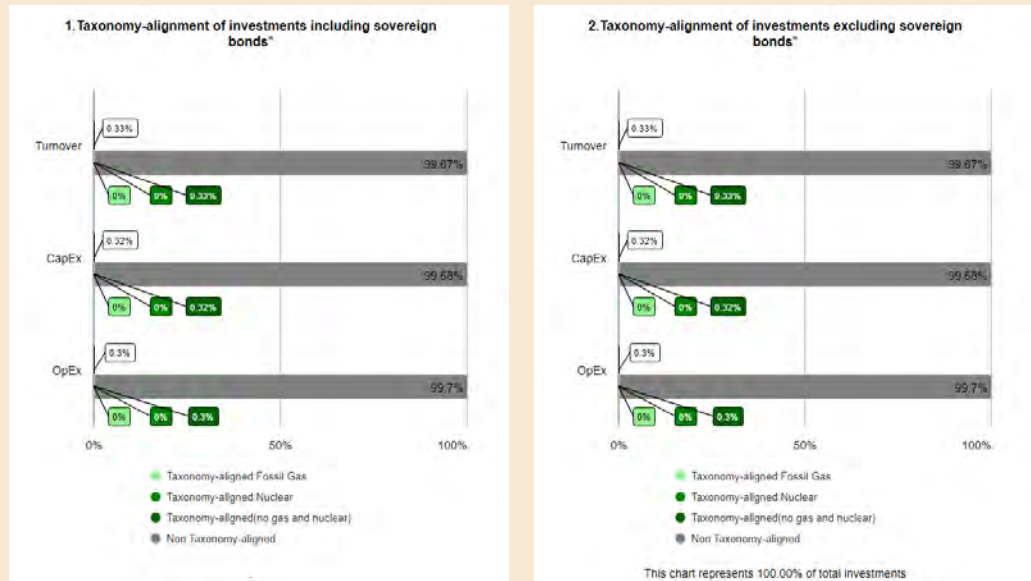 1.Taxonomy-alignment of investments including sovereign
bonds*
0.33%
Turnover
99.67%
0% 0% 0.33%
0.32%
CapEx
99.68%
0% 0% 0.32%
0.3%
OpEx
99.7%
0% 0% 0.3%
0% 50% 100%
Taxonomy-aligned:Fossil Gas
Taxonomy-aligned:Nuclear
Taxonomy-aligned(no gas and nuclear)
Non Taxonomy-aligned
2.Taxonomy-alignment of investments excluding sovereign
bonds*
0.33%
Turnover
99.67%
0% 0% 0.33%
0.32%
CapEx
99.68%
0% 0% 0.32%
0.3%
OpEx
99.7%
0% 0% 0.3%
0% 50% 100%
Taxonomy-aligned:Fossil Gas
Taxonomy-aligned:Nuclear
Taxonomy-aligned(no gas and nuclear)
Non Taxonomy-aligned
This chart represents 100.00% of total investments